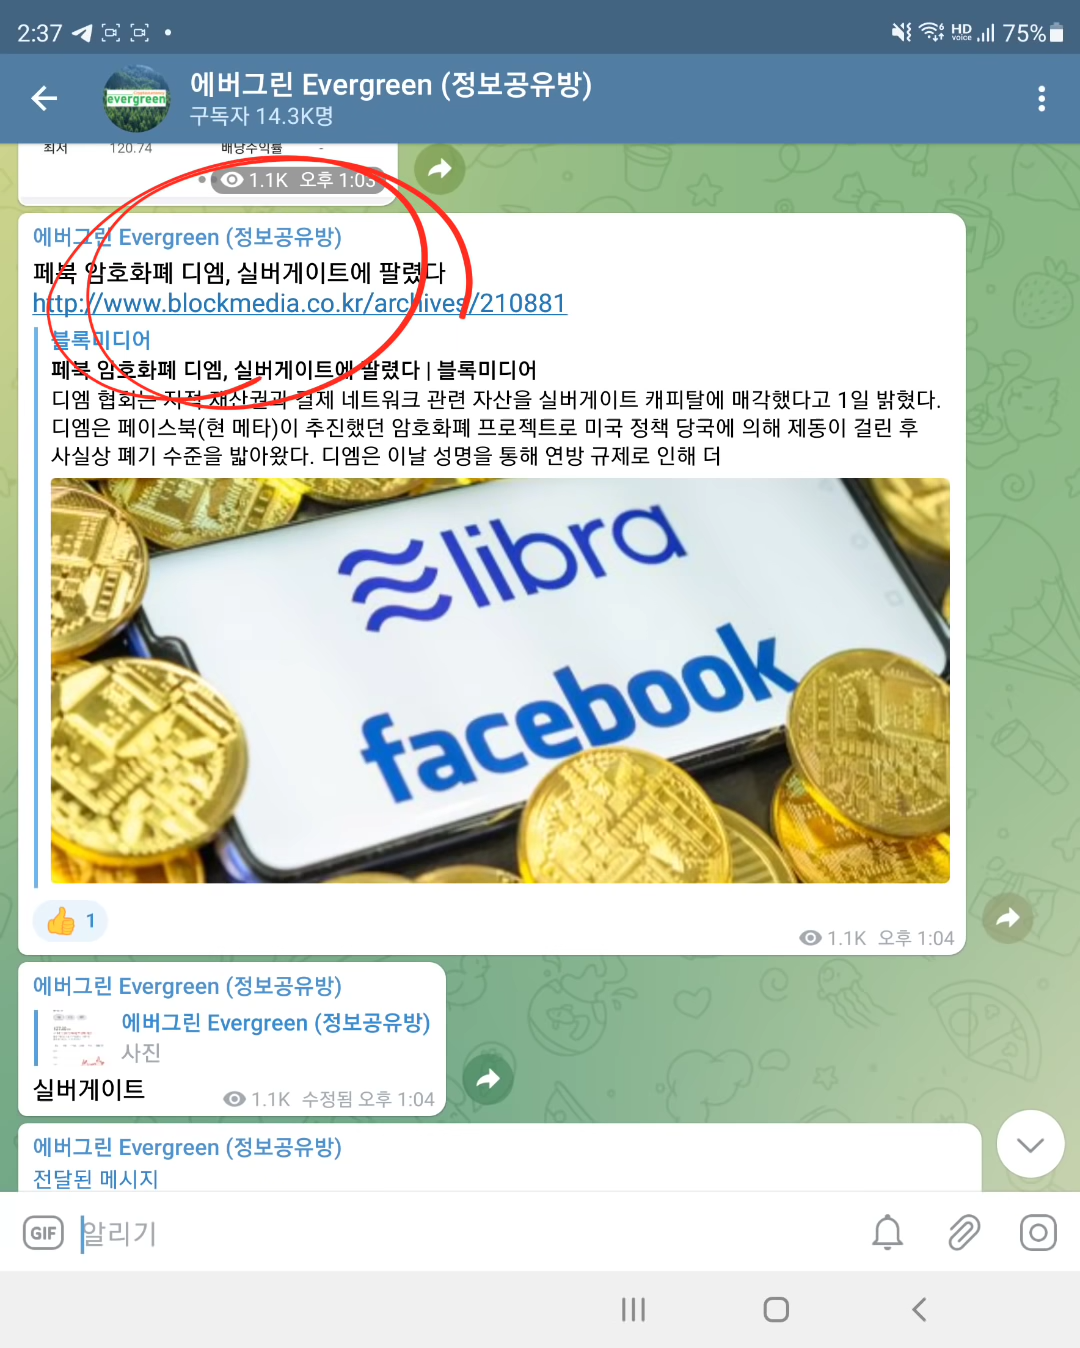 2:37
HD
voice
75%
evergreen
에버그린 Evergreen (정보공유방)
구독자 14.3K명
최저 120.74 배당수익률 -
1.1K 오후 1:03
에버그린 Evergreen (정보공유방)
페북 암호화폐 디엠, 실버게이트에 팔렸다
http://www.blockmedia.co.kr/archives/210881
블록미디어
페북 암호화폐 디엠, 실버게이트에 팔렸다 | 블록미디어
디엠 협회는 지적 재산권과 결제 네트워크 관련 자산을 실버게이트 캐피탈에 매각했다고 1일 밝혔다.
디엠은 페이스북(현 메타)이 추진했던 암호화폐 프로젝트로 미국 정책 당국에 의해 제동이 걸린 후
사실상 폐기 수준을 밟아왔다. 디엠은 이날 성명을 통해 연방 규제로 인해 더
libra
facebook
1
1.1K 오후 1:04
에버그린 Evergreen (정보공유방)
에버그린 Evergreen (정보공유방)
사진
실버게이트
1.1K 수정됨 오후 1:04
에버그린 Evergreen (정보공유방)
전달된 메시지
GIF 알리기